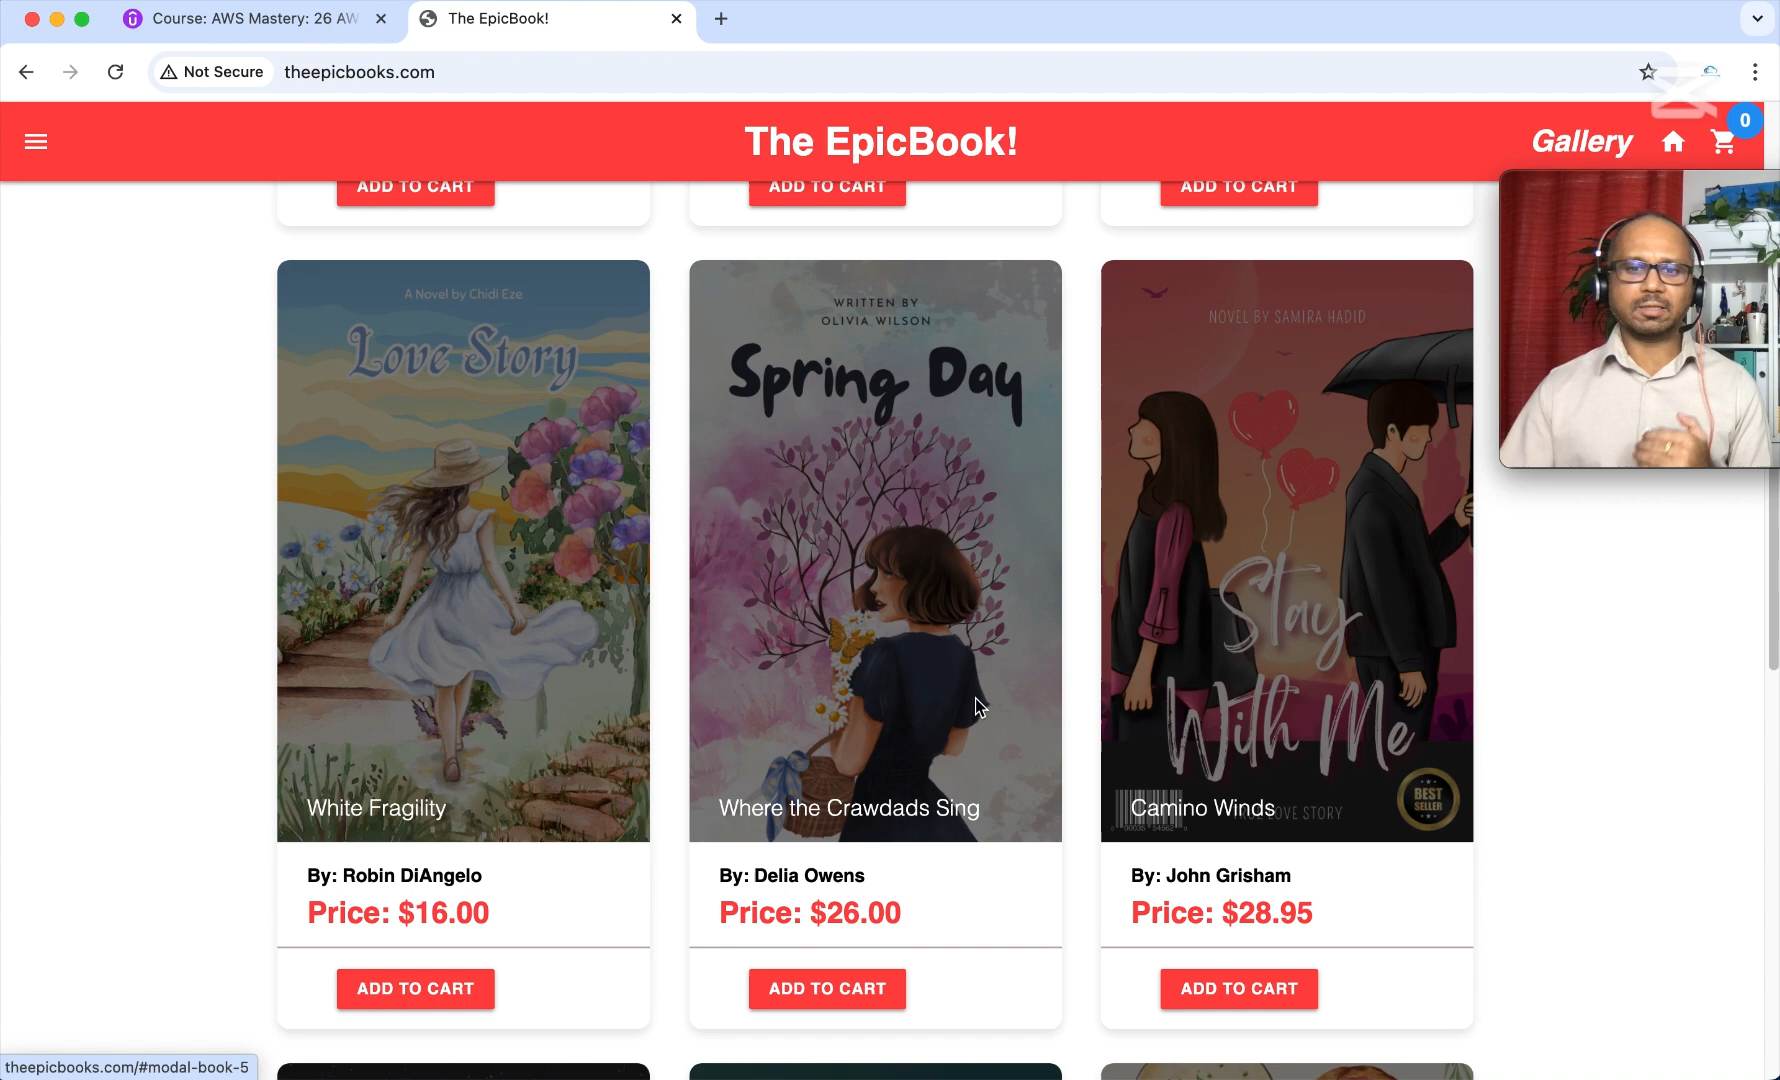 Course: AWS Mastery: 26 AW
The EpicBook!
Not Secure
theepicbooks.com
The EpicBook!
Gallery
0
ADD TO CART
ADD TO CART
ADD TO CART
A Novel by Chidi Eze
Love Story
White Fragility
By: Robin DiAngelo
Price: $16.00
ADD TO CART
WRITTEN BY
OLIVIA WILSON
Spring Day
Where the Crawdads Sing
By: Delia Owens
Price: $26.00
ADD TO CART
NOVEL BY SAMIRA HADID
Stay
With Me
BEST
SELLER
Camino Winds
LOVE STORY
By: John Grisham
Price: $28.95
ADD TO CART
theepicbooks.com/#modal-book-5